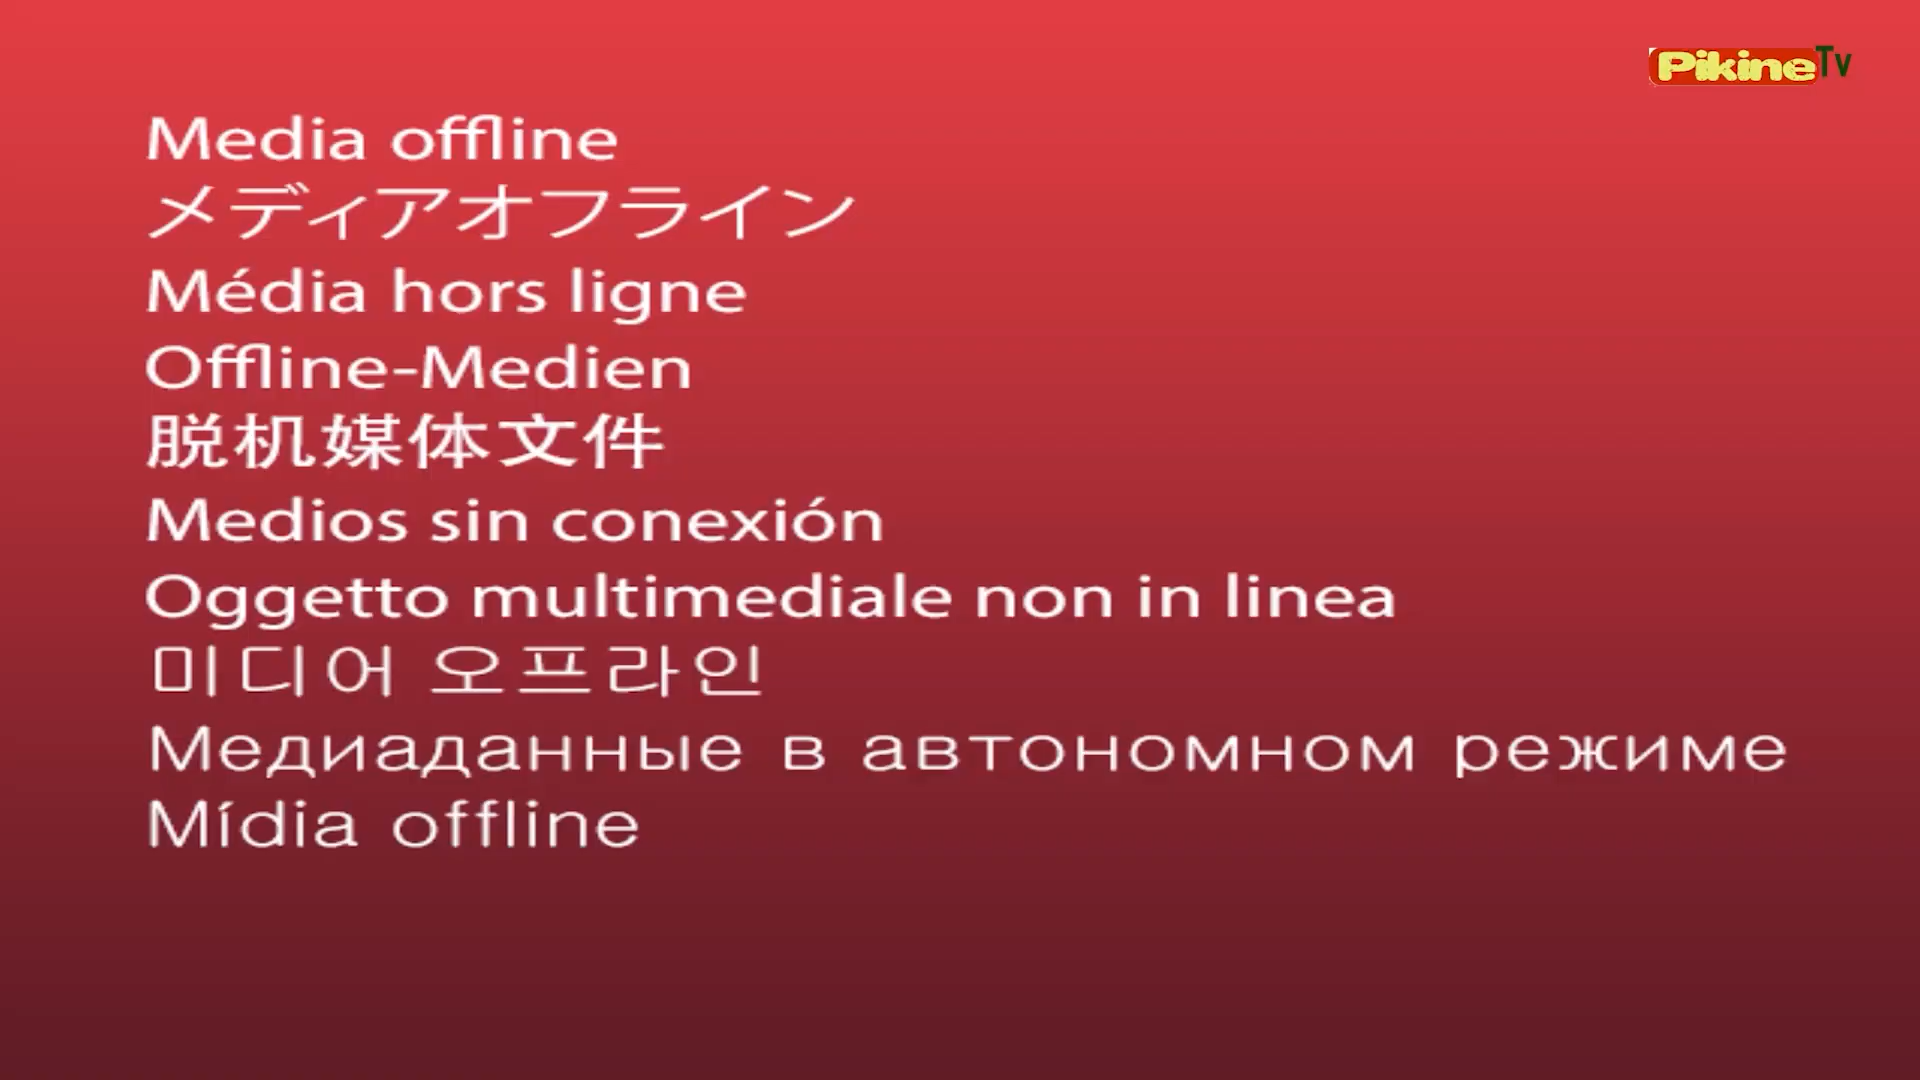 PikineTv
Media offline
メディアオフライン
Média hors ligne
Offline-Medien
脱机媒体文件
Medios sin conexión
Oggetto multimediale non in linea
미디어 오프라인
Медиаданные в автономном режиме
Mídia offline